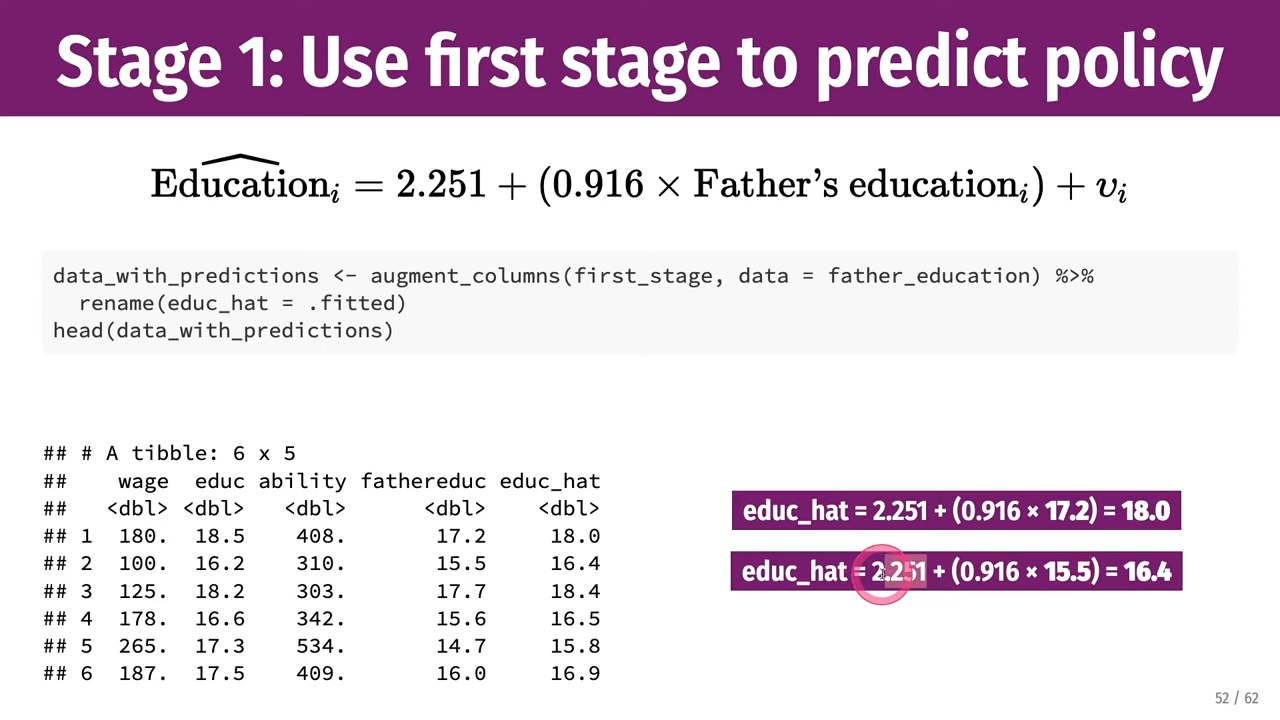 Stage 1: Use first stage to predict policy
Education̂ᵢ = 2.251 + (0.916 × Father’s educationᵢ) + υᵢ
data_with_predictions <- augment_columns(first_stage, data = father_education) %>%
  rename(educ_hat = .fitted)
head(data_with_predictions)
## # A tibble: 6 x 5
##    wage  educ ability fathereduc educ_hat
##   <dbl> <dbl>   <dbl>      <dbl>    <dbl>
## 1  180.  18.5    408.       17.2     18.0
## 2  100.  16.2    310.       15.5     16.4
## 3  125.  18.2    303.       17.7     18.4
## 4  178.  16.6    342.       15.6     16.5
## 5  265.  17.3    534.       14.7     15.8
## 6  187.  17.5    409.       16.0     16.9
educ_hat = 2.251 + (0.916 × 17.2) = 18.0
educ_hat = 2.251 + (0.916 × 15.5) = 16.4
52 / 62